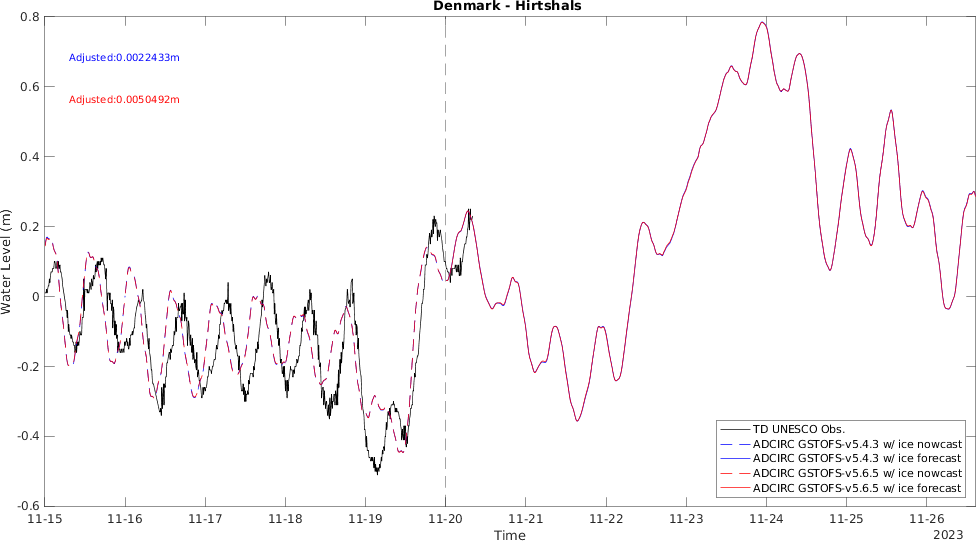 Denmark - Hirtshals
Adjusted:0.0022433m
Adjusted:0.0050492m
Water Level (m)
0.8
0.6
0.4
0.2
0
-0.2
-0.4
-0.6
TD UNESCO Obs.
ADCIRC GSTOFS-v5.4.3 w/ ice nowcast
ADCIRC GSTOFS-v5.4.3 w/ ice forecast
ADCIRC GSTOFS-v5.6.5 w/ ice nowcast
ADCIRC GSTOFS-v5.6.5 w/ ice forecast
11-15 11-16 11-17 11-18 11-19 11-20 11-21 11-22 11-23 11-24 11-25 11-26
Time
2023